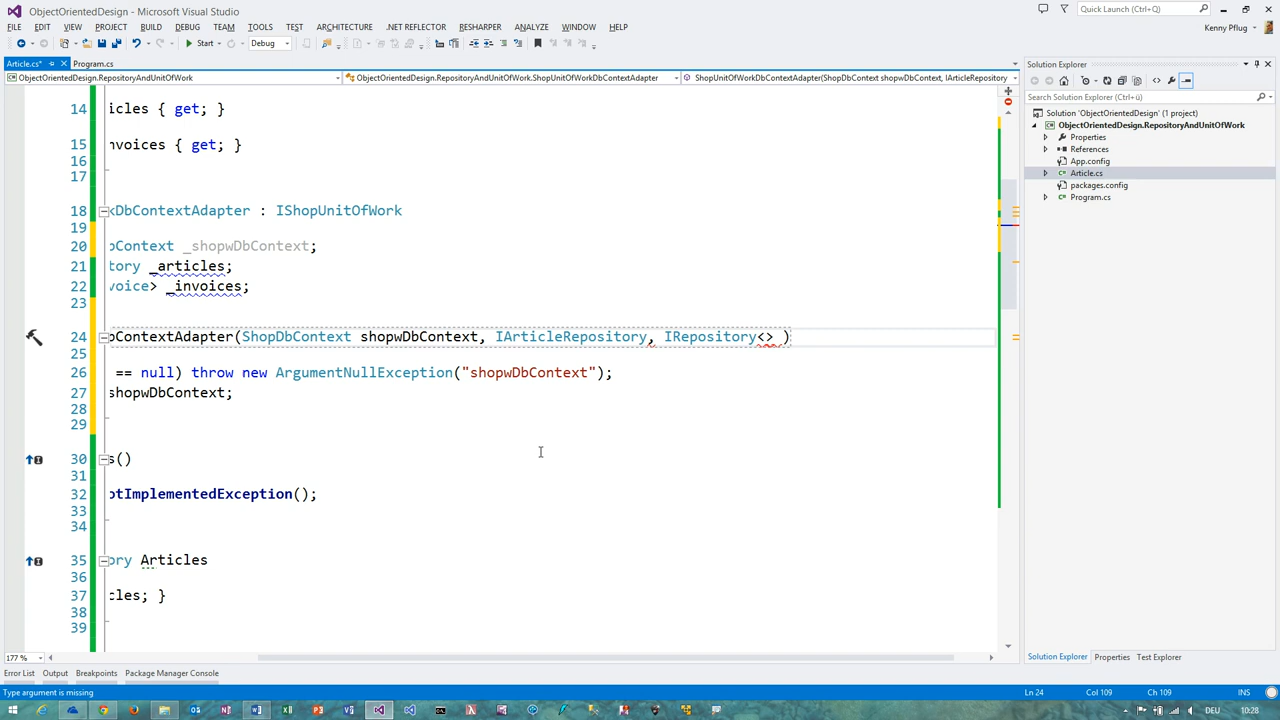 ObjectOrientedDesign - Microsoft Visual Studio
Quick Launch (Ctrl+Q)
FILE EDIT VIEW PROJECT BUILD DEBUG TEAM TOOLS TEST ARCHITECTURE .NET REFLECTOR RESHARPER ANALYZE WINDOW HELP
Kenny Pflug
Start Debug
Article.cs* Program.cs
Solution Explorer
ObjectOrientedDesign.RepositoryAndUnitOfWork ObjectOrientedDesign.RepositoryAndUnitOfWork.ShopUnitOfWorkDbContextAdapter ShopUnitOfWorkDbContextAdapter(ShopDbContext shopwDbContext, IArticleRepository
Search Solution Explorer (Ctrl+ü)
Solution 'ObjectOrientedDesign' (1 project)
ObjectOrientedDesign.RepositoryAndUnitOfWork
Properties
References
App.config
Article.cs
packages.config
Program.cs
14 icles { get; }
15 nvoices { get; }
16
17
18 kDbContextAdapter : IShopUnitOfWork
19
20 bContext _shopwDbContext;
21 tory _articles;
22 voice> _invoices;
23
24 bContextAdapter(ShopDbContext shopwDbContext, IArticleRepository, IRepository<> )
25
26 == null) throw new ArgumentNullException("shopwDbContext");
27 shopwDbContext;
28
29
30 s()
31
32 otImplementedException();
33
34
35 ory Articles
36
37 cles; }
38
39
177 %
Solution Explorer Properties Test Explorer
Error List Output Breakpoints Package Manager Console
Type argument is missing Ln 24 Col 109 Ch 109 INS
DEU 10:28